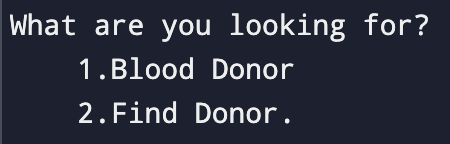 What are you looking for?
1.Blood Donor
2.Find Donor.